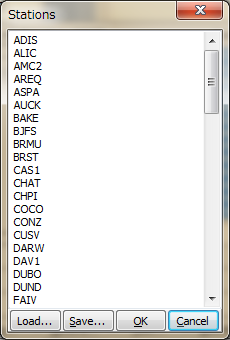 Stations
ADIS
ALIC
AMC2
AREQ
ASPA
AUCK
BAKE
BJFS
BRMU
BRST
CAS1
CHAT
CHPI
COCO
CONZ
CUSV
DARW
DAV1
DUBO
DUND
FAIV
Load... Save... OK Cancel